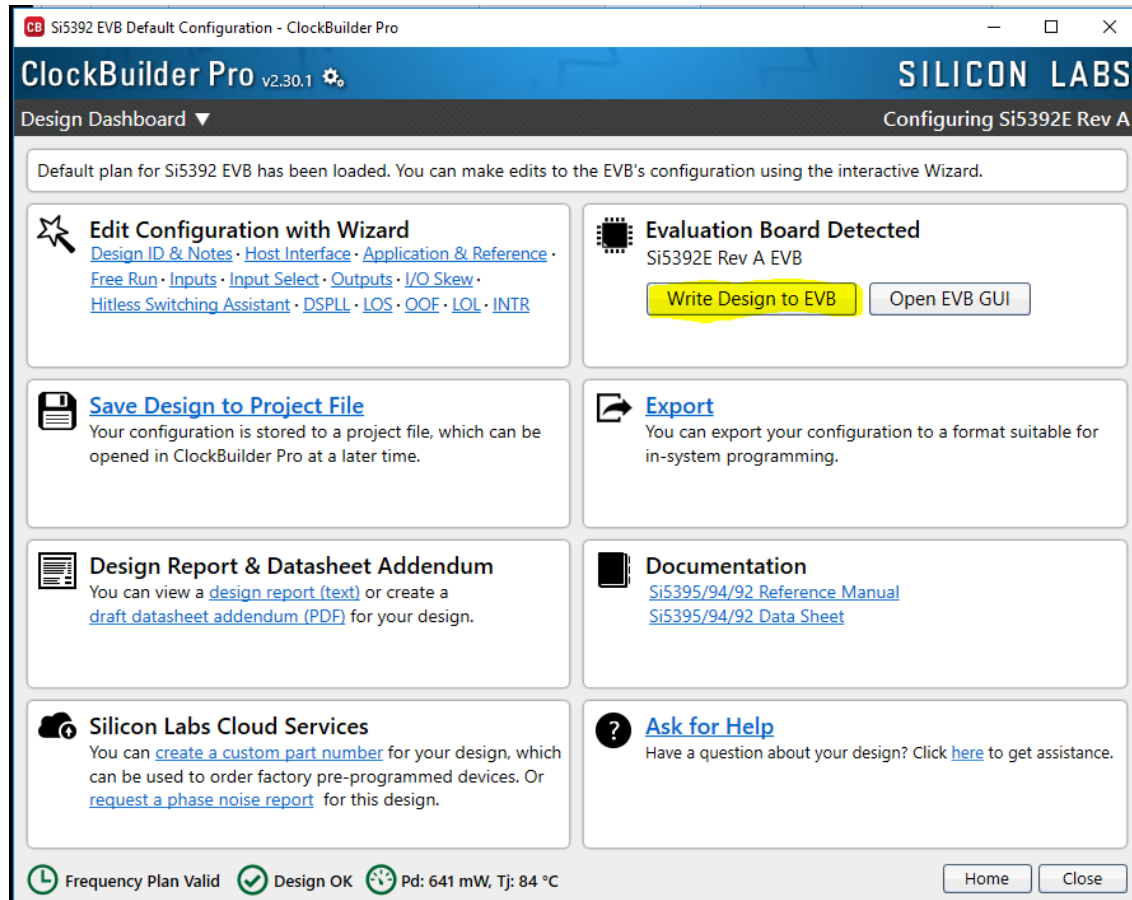 CB Si5392 EVB Default Configuration - ClockBuilder Pro
ClockBuilder Pro v2.30.1
SILICON LABS
Design Dashboard ▼
Configuring Si5392E Rev A
Default plan for Si5392 EVB has been loaded. You can make edits to the EVB's configuration using the interactive Wizard.
Edit Configuration with Wizard
Design ID & Notes · Host Interface · Application & Reference ·
Free Run · Inputs · Input Select · Outputs · I/O Skew ·
Hitless Switching Assistant · DSPLL · LOS · OOF · LOL · INTR
Evaluation Board Detected
Si5392E Rev A EVB
Write Design to EVB
Open EVB GUI
Save Design to Project File
Your configuration is stored to a project file, which can be
opened in ClockBuilder Pro at a later time.
Export
You can export your configuration to a format suitable for
in-system programming.
Design Report & Datasheet Addendum
You can view a design report (text) or create a
draft datasheet addendum (PDF) for your design.
Documentation
Si5395/94/92 Reference Manual
Si5395/94/92 Data Sheet
Silicon Labs Cloud Services
You can create a custom part number for your design, which
can be used to order factory pre-programmed devices. Or
request a phase noise report for this design.
? Ask for Help
Have a question about your design? Click here to get assistance.
Frequency Plan Valid
Design OK
Pd: 641 mW, Tj: 84 °C
Home
Close